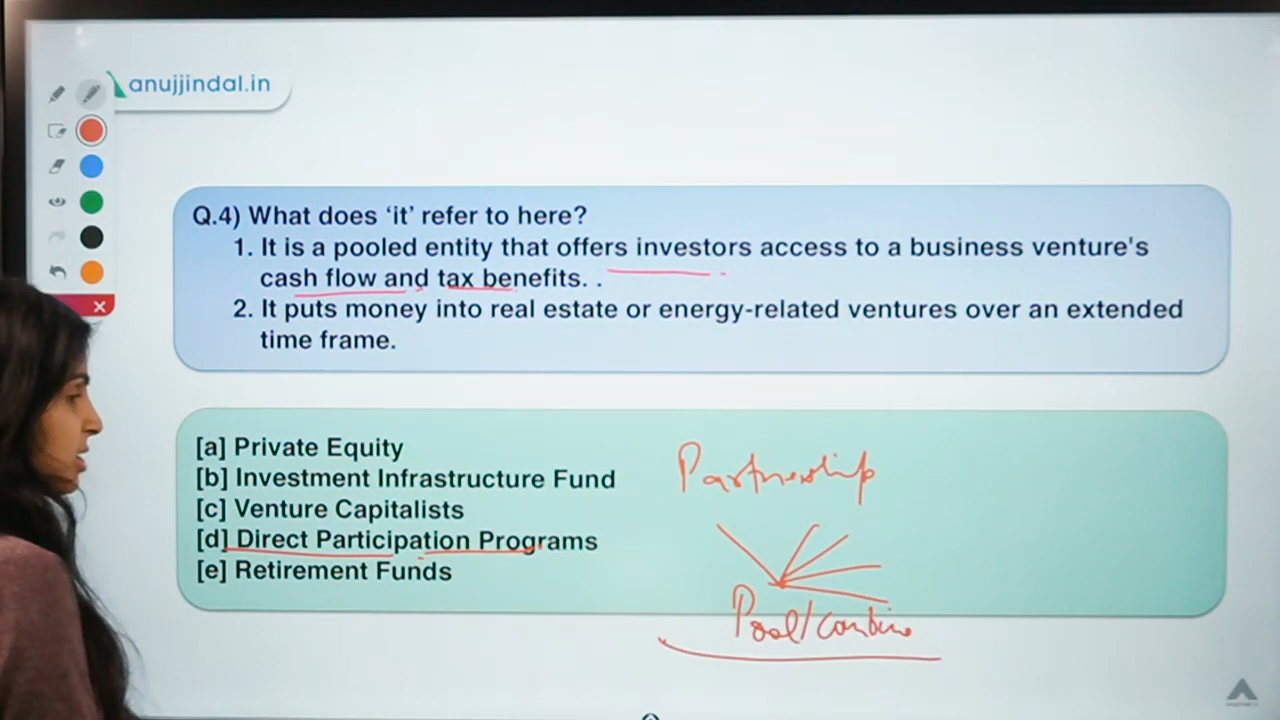 anujjindal.in
Q.4) What does ‘it’ refer to here?
1. It is a pooled entity that offers investors access to a business venture's
cash flow and tax benefits. .
2. It puts money into real estate or energy-related ventures over an extended
time frame.
[a] Private Equity
[b] Investment Infrastructure Fund
[c] Venture Capitalists
[d] Direct Participation Programs
[e] Retirement Funds
Partnership
Pool/combine